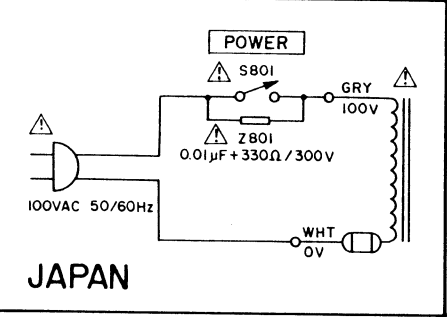 POWER
S801
GRY
100V
Z801
0.01μF+330Ω/300V
100VAC 50/60Hz
WHT
0V
JAPAN